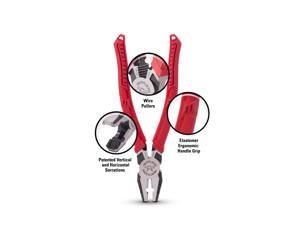 Wire
Pullers
Elastomer
Ergonomic
Handle Grip
Patented Vertical
and Horizontal
Serrations